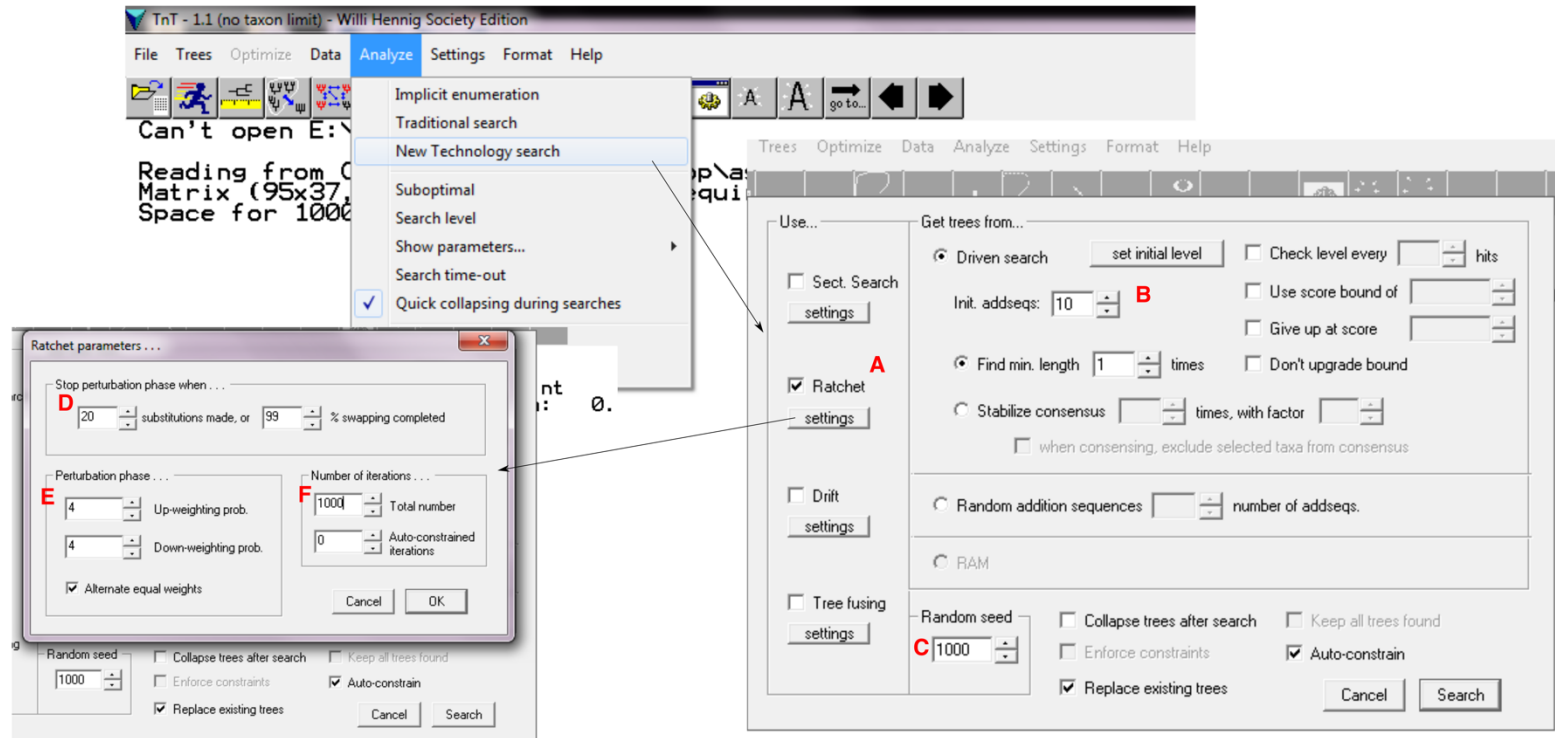 TnT - 1.1 (no taxon limit) - Willi Hennig Society Edition
File Trees Optimize Data Analyze Settings Format Help
A A go to...
Implicit enumeration
Traditional search
New Technology search
Suboptimal
Search level
Show parameters...
Search time-out
Quick collapsing during searches
Can't open E:\
Reading from
Matrix (95x37,
Space for 1000
Trees Optimize Data Analyze Settings Format Help
Use...
Sect. Search
settings
A
Ratchet
settings
Drift
settings
Tree fusing
settings
Get trees from...
Driven search set initial level Check level every hits
Init. addseqs: 10 B Use score bound of
Give up at score
Find min. length 1 times Don't upgrade bound
Stabilize consensus times, with factor
when consensing, exclude selected taxa from consensus
Random addition sequences number of addseqs.
RAM
Random seed
C 1000
Collapse trees after search Keep all trees found
Enforce constraints Auto-constrain
Replace existing trees Cancel Search
Ratchet parameters . . .
Stop perturbation phase when . . .
D 20 substitutions made, or 99 % swapping completed
Pertubation phase . . .
E 4 Up-weighting prob.
4 Down-weighting prob.
Alternate equal weights
Number of iterations . . .
F 1000 Total number
0 Auto-constrained
iterations
Cancel OK
nt
0.
Random seed
1000
Collapse trees after search Keep all trees found
Enforce constraints Auto-constrain
Replace existing trees Cancel Search